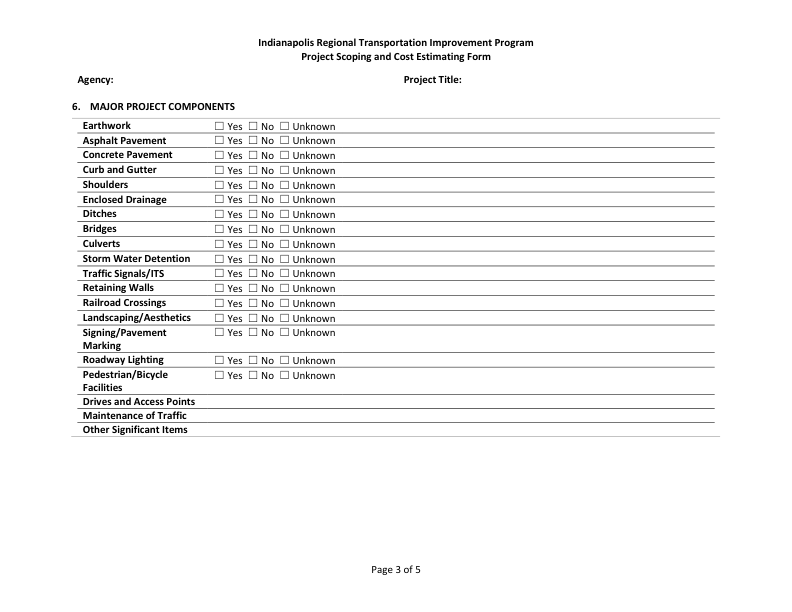 Indianapolis Regional Transportation Improvement Program
Project Scoping and Cost Estimating Form
Agency: Project Title:
6. MAJOR PROJECT COMPONENTS
Earthwork ☐ Yes ☐ No ☐ Unknown
Asphalt Pavement ☐ Yes ☐ No ☐ Unknown
Concrete Pavement ☐ Yes ☐ No ☐ Unknown
Curb and Gutter ☐ Yes ☐ No ☐ Unknown
Shoulders ☐ Yes ☐ No ☐ Unknown
Enclosed Drainage ☐ Yes ☐ No ☐ Unknown
Ditches ☐ Yes ☐ No ☐ Unknown
Bridges ☐ Yes ☐ No ☐ Unknown
Culverts ☐ Yes ☐ No ☐ Unknown
Storm Water Detention ☐ Yes ☐ No ☐ Unknown
Traffic Signals/ITS ☐ Yes ☐ No ☐ Unknown
Retaining Walls ☐ Yes ☐ No ☐ Unknown
Railroad Crossings ☐ Yes ☐ No ☐ Unknown
Landscaping/Aesthetics ☐ Yes ☐ No ☐ Unknown
Signing/Pavement ☐ Yes ☐ No ☐ Unknown
Marking
Roadway Lighting ☐ Yes ☐ No ☐ Unknown
Pedestrian/Bicycle ☐ Yes ☐ No ☐ Unknown
Facilities
Drives and Access Points
Maintenance of Traffic
Other Significant Items
Page 3 of 5